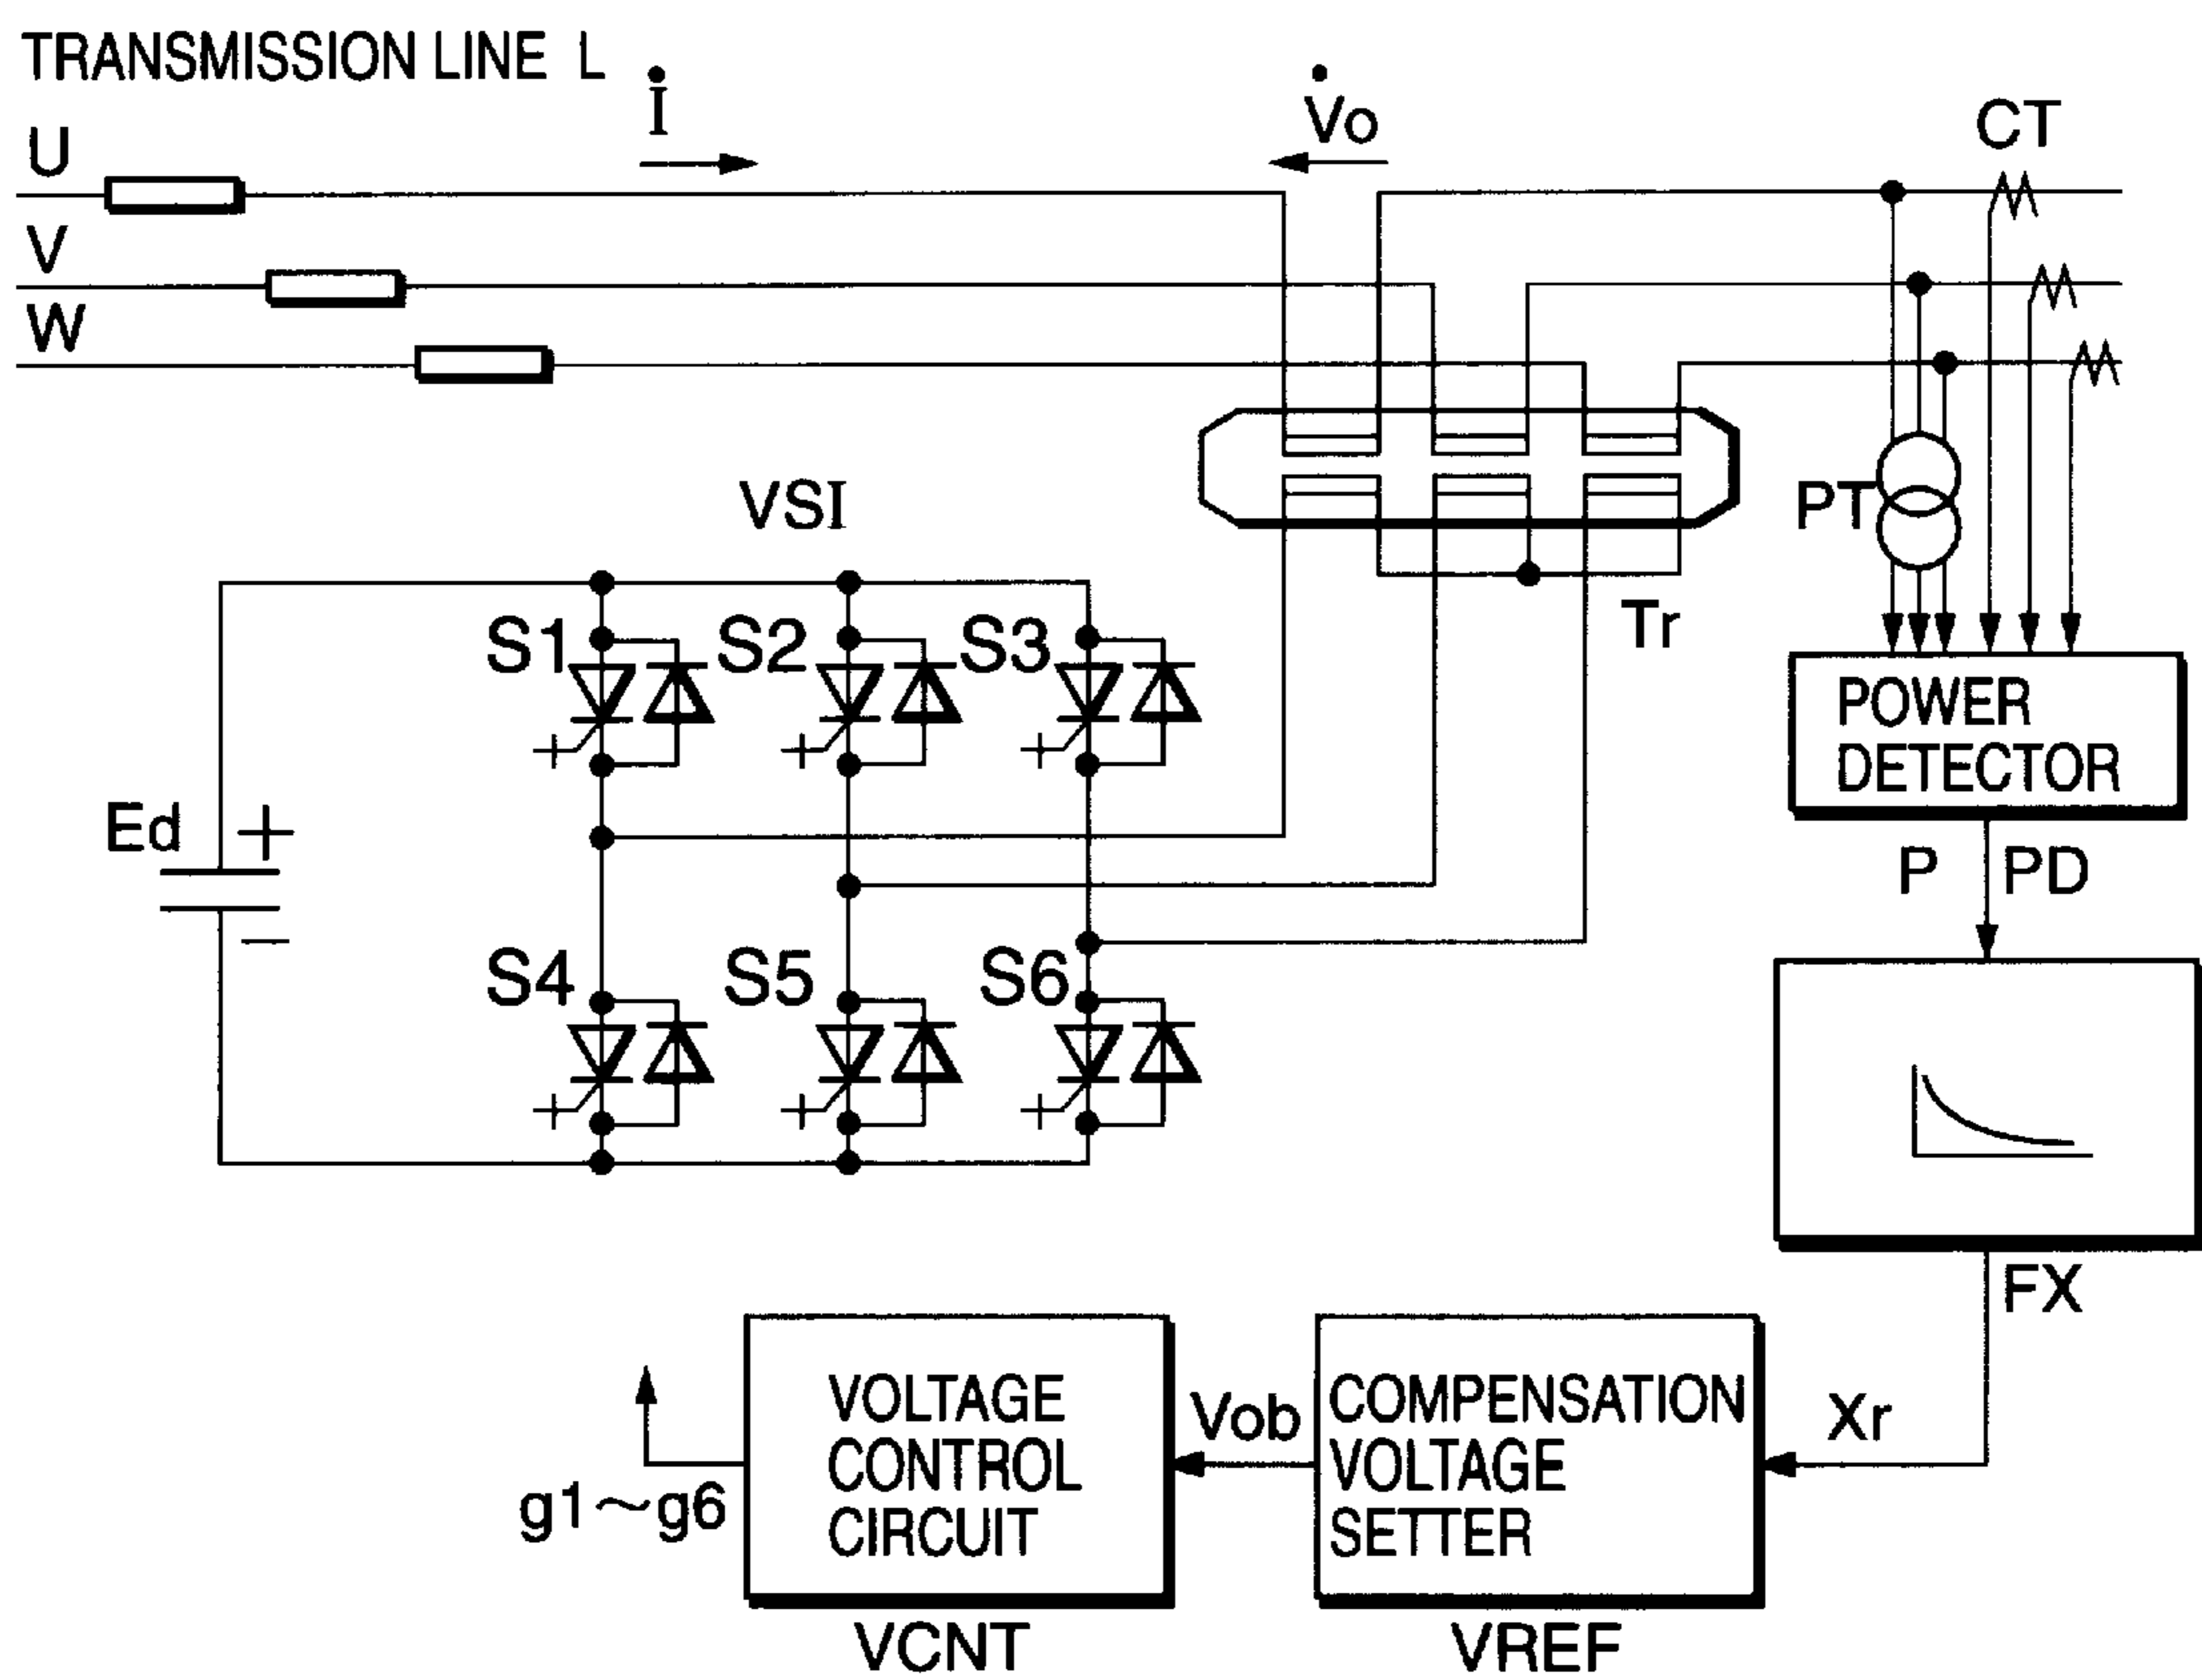 TRANSMISSION LINE L
İ
V̇o
CT
U
V
W
VSI
PT
Tr
S1
S2
S3
POWER
DETECTOR
Ed
+
−
P
PD
S4
S5
S6
FX
VOLTAGE
CONTROL
CIRCUIT
Vob
COMPENSATION
VOLTAGE
SETTER
Xr
g1～g6
VCNT
VREF